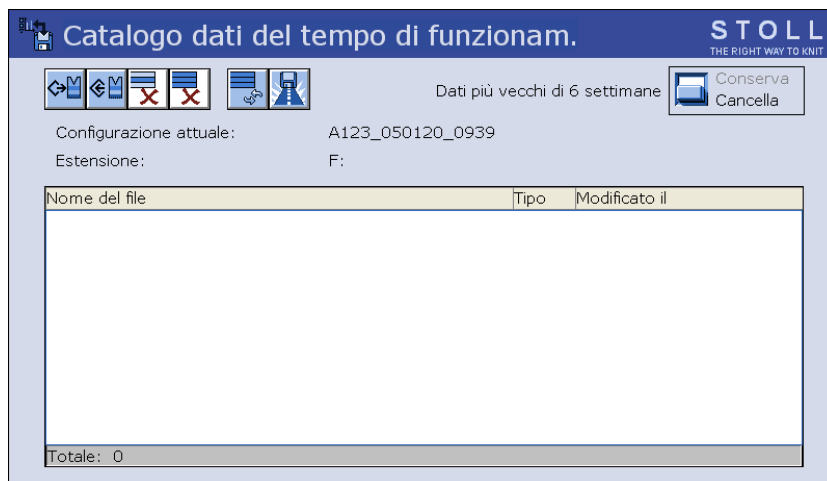 Catalogo dati del tempo di funzionam.
STOLL
THE RIGHT WAY TO KNIT
Dati più vecchi di 6 settimane
Conserva
Cancella
Configurazione attuale: A123_050120_0939
Estensione: F:
Nome del file Tipo Modificato il
Totale: 0